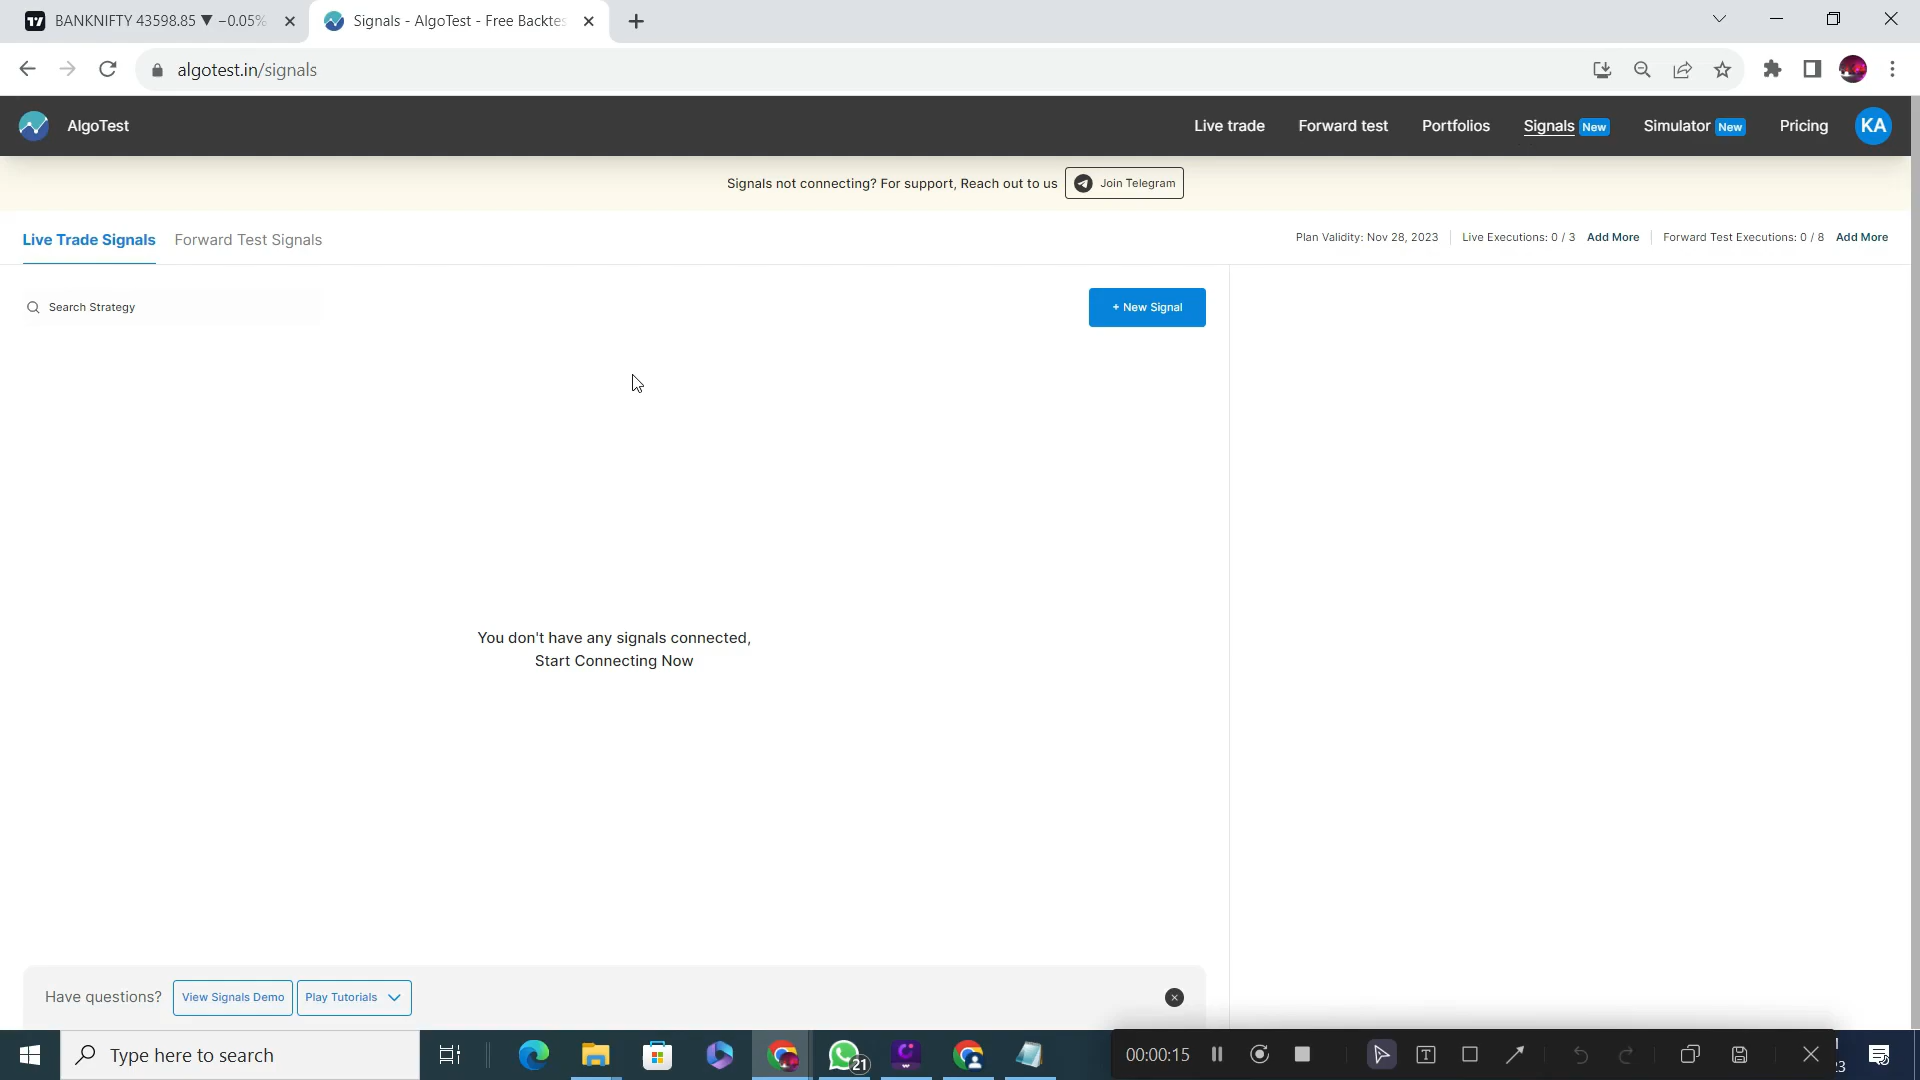 BANKNIFTY 43598.85 ▼ −0.05%
Signals - AlgoTest - Free Backtes
algotest.in/signals
AlgoTest
Live trade
Forward test
Portfolios
Signals New
Simulator New
Pricing
KA
Signals not connecting? For support, Reach out to us
Join Telegram
Live Trade Signals
Forward Test Signals
Plan Validity: Nov 28, 2023
Live Executions: 0 / 3 Add More
Forward Test Executions: 0 / 8 Add More
Search Strategy
+ New Signal
You don't have any signals connected,
Start Connecting Now
Have questions?
View Signals Demo
Play Tutorials
Type here to search
21
00:00:15